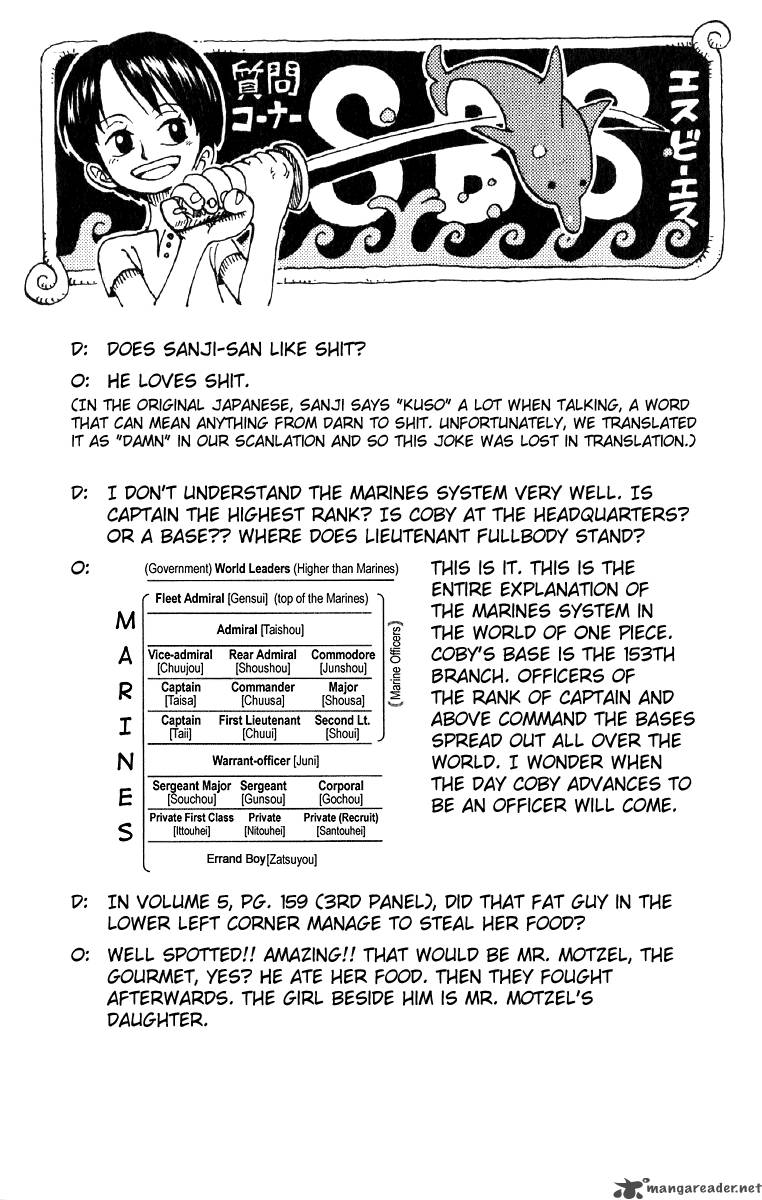 質問
コーナー
SBS
エスビーエス
D: DOES SANJI-SAN LIKE SHIT?
O: HE LOVES SHIT.
(IN THE ORIGINAL JAPANESE, SANJI SAYS "KUSO" A LOT WHEN TALKING, A WORD
THAT CAN MEAN ANYTHING FROM DARN TO SHIT. UNFORTUNATELY, WE TRANSLATED
IT AS "DAMN" IN OUR SCANLATION AND SO THIS JOKE WAS LOST IN TRANSLATION.)
D: I DON'T UNDERSTAND THE MARINES SYSTEM VERY WELL. IS
CAPTAIN THE HIGHEST RANK? IS COBY AT THE HEADQUARTERS?
OR A BASE?? WHERE DOES LIEUTENANT FULLBODY STAND?
O:
(Government) World Leaders (Higher than Marines)
MARINES
Fleet Admiral [Gensui] (top of the Marines)
Admiral [Taishou]
Vice-admiral Rear Admiral Commodore
[Chuujou] [Shoushou] [Junshou]
Captain Commander Major
[Taisa] [Chuusa] [Shousa]
Captain First Lieutenant Second Lt.
[Taii] [Chuui] [Shoui]
(Marine Officers)
Warrant-officer [Juni]
Sergeant Major Sergeant Corporal
[Souchou] [Gunsou] [Gochou]
Private First Class Private Private (Recruit)
[Ittouhei] [Nitouhei] [Santouhei]
Errand Boy[Zatsuyou]
THIS IS IT. THIS IS THE
ENTIRE EXPLANATION OF
THE MARINES SYSTEM IN
THE WORLD OF ONE PIECE.
COBY'S BASE IS THE 153TH
BRANCH. OFFICERS OF
THE RANK OF CAPTAIN AND
ABOVE COMMAND THE BASES
SPREAD OUT ALL OVER THE
WORLD. I WONDER WHEN
THE DAY COBY ADVANCES TO
BE AN OFFICER WILL COME.
D: IN VOLUME 5, PG. 159 (3RD PANEL), DID THAT FAT GUY IN THE
LOWER LEFT CORNER MANAGE TO STEAL HER FOOD?
O: WELL SPOTTED!! AMAZING!! THAT WOULD BE MR. MOTZEL, THE
GOURMET, YES? HE ATE HER FOOD. THEN THEY FOUGHT
AFTERWARDS. THE GIRL BESIDE HIM IS MR. MOTZEL'S
DAUGHTER.
mangareader.net